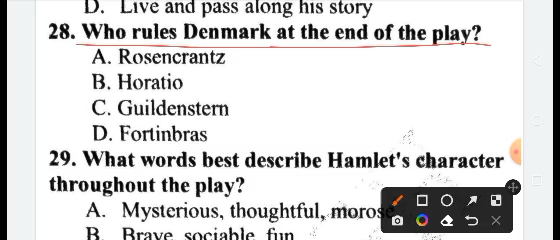 D. Live and pass along his story
28. Who rules Denmark at the end of the play?
A. Rosencrantz
B. Horatio
C. Guildenstern
D. Fortinbras
29. What words best describe Hamlet's character
throughout the play?
A. Mysterious, thoughtful, morose
B. Brave, sociable, fun